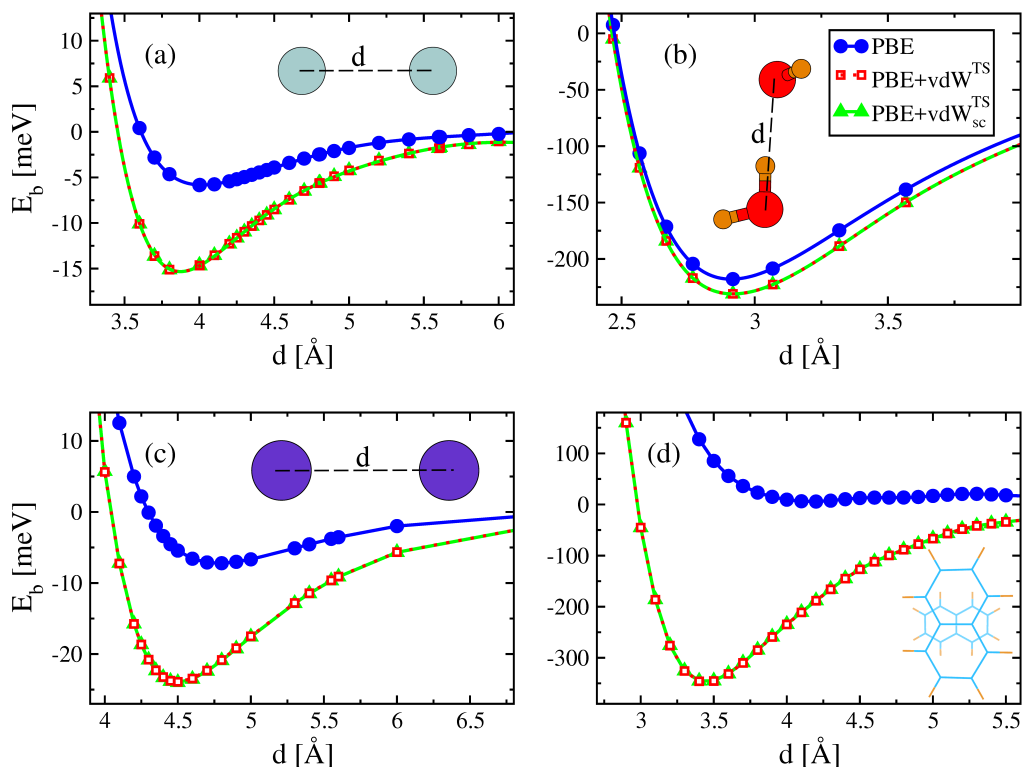 10
5
0
-5
-10
-15
E_b [meV]
(a)
d
3.5 4 4.5 5 5.5 6
d [Å]
0
-50
-100
-150
-200
(b)
d
PBE
PBE+vdW^TS
PBE+vdW^TS_sc
2.5 3 3.5
d [Å]
10
0
-10
-20
E_b [meV]
(c)
d
4 4.5 5 5.5 6 6.5
d [Å]
100
0
-100
-200
-300
(d)
3 3.5 4 4.5 5 5.5
d [Å]